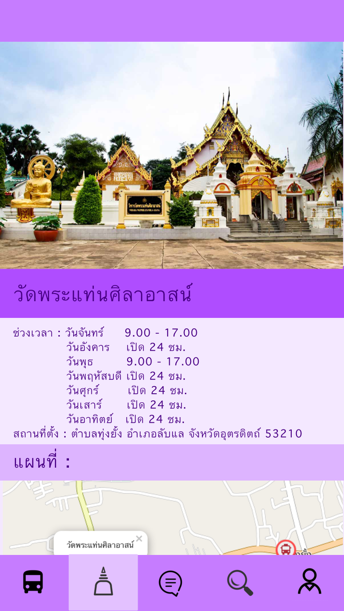 วัดพระแท่นศิลาอาสน์
ช่วงเวลา : วันจันทร์ 9.00 - 17.00
วันอังคาร เปิด 24 ชม.
วันพุธ 9.00 - 17.00
วันพฤหัสบดี เปิด 24 ชม.
วันศุกร์ เปิด 24 ชม.
วันเสาร์ เปิด 24 ชม.
วันอาทิตย์ เปิด 24 ชม.
สถานที่ตั้ง : ตำบลทุ่งยั้ง อำเภอลับแล จังหวัดอุตรดิตถ์ 53210
แผนที่ :
วัดพระแท่นศิลาอาสน์